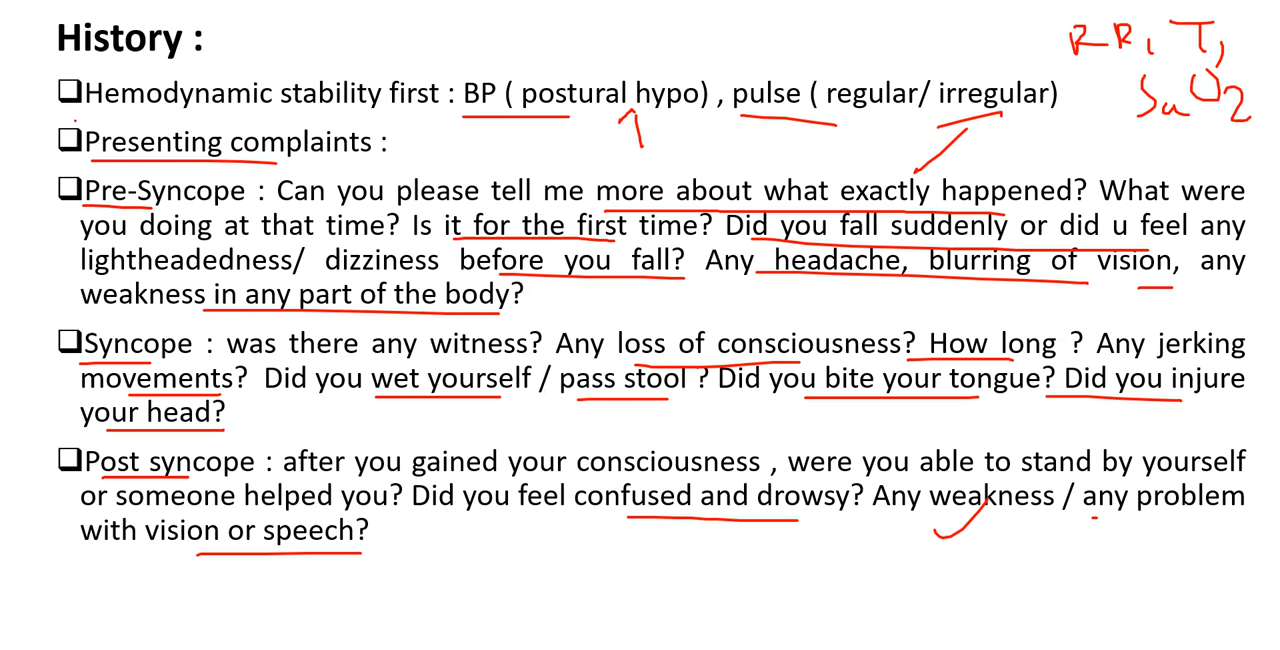 History :
RR, T,
SaO2
❑Hemodynamic stability first : BP ( postural hypo) , pulse ( regular/ irregular)
❑Presenting complaints :
❑Pre-Syncope : Can you please tell me more about what exactly happened? What were
you doing at that time? Is it for the first time? Did you fall suddenly or did u feel any
lightheadedness/ dizziness before you fall? Any headache, blurring of vision, any
weakness in any part of the body?
❑Syncope : was there any witness? Any loss of consciousness? How long ? Any jerking
movements? Did you wet yourself / pass stool ? Did you bite your tongue? Did you injure
your head?
❑Post syncope : after you gained your consciousness , were you able to stand by yourself
or someone helped you? Did you feel confused and drowsy? Any weakness / any problem
with vision or speech?